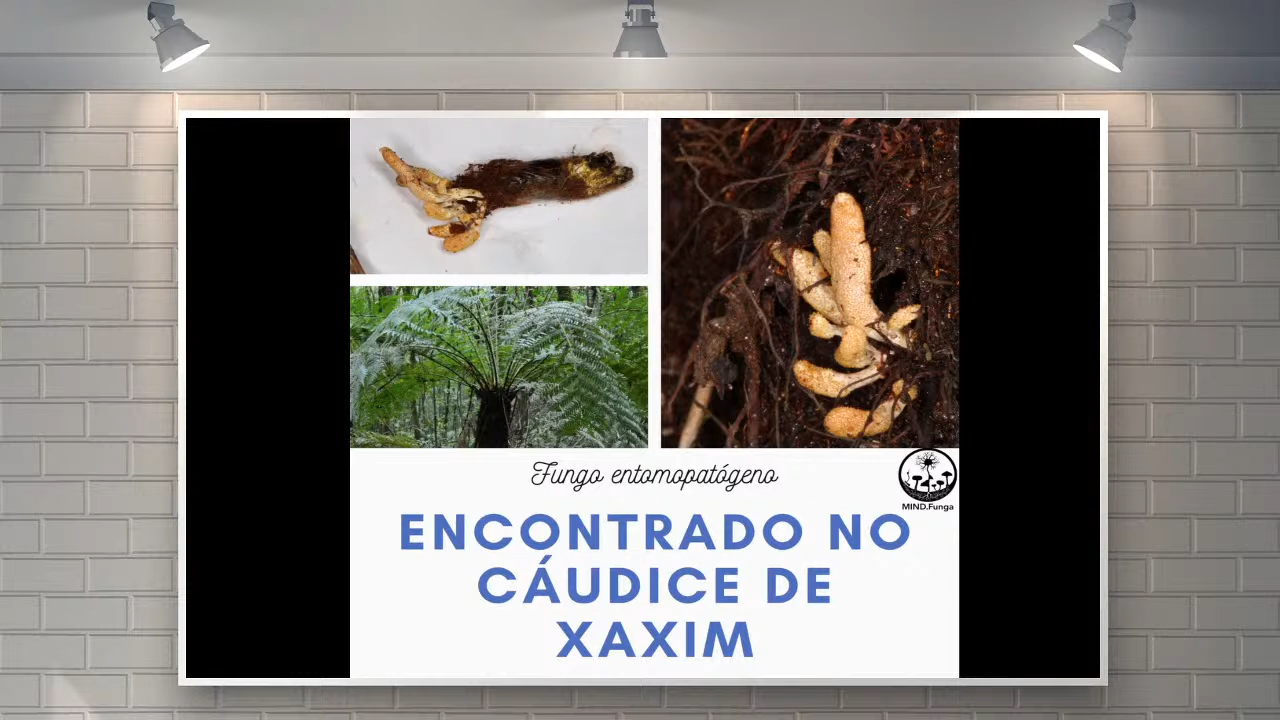 Fungo entomopatógeno
MIND.Funga
ENCONTRADO NO
CÁUDICE DE
XAXIM